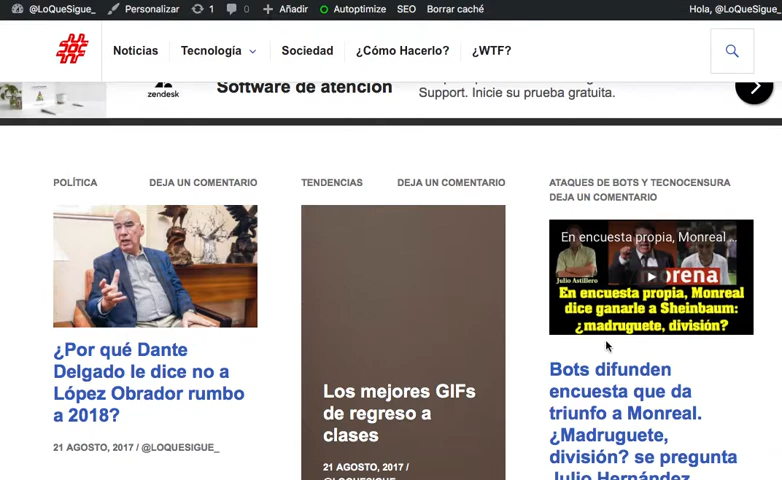 @LoQueSigue_ Personalizar 1 0 Añadir Autoptimize SEO Borrar caché Hola, @LoQueSigue_
Noticias Tecnología Sociedad ¿Cómo Hacerlo? ¿WTF?
zendesk
Software de atención
Support. Inicie su prueba gratuita.
POLÍTICA DEJA UN COMENTARIO
¿Por qué Dante
Delgado le dice no a
López Obrador rumbo
a 2018?
21 AGOSTO, 2017 / @LOQUESIGUE_
TENDENCIAS DEJA UN COMENTARIO
Los mejores GIFs
de regreso a
clases
21 AGOSTO, 2017 /
@LOQUESIGUE_
ATAQUES DE BOTS Y TECNOCENSURA
DEJA UN COMENTARIO
En encuesta propia, Monreal ...
Julio Astillero
morena
En encuesta propia, Monreal
dice ganarle a Sheinbaum:
¿madruguete, división?
Bots difunden
encuesta que da
triunfo a Monreal.
¿Madruguete,
división? se pregunta
Julio Hernández